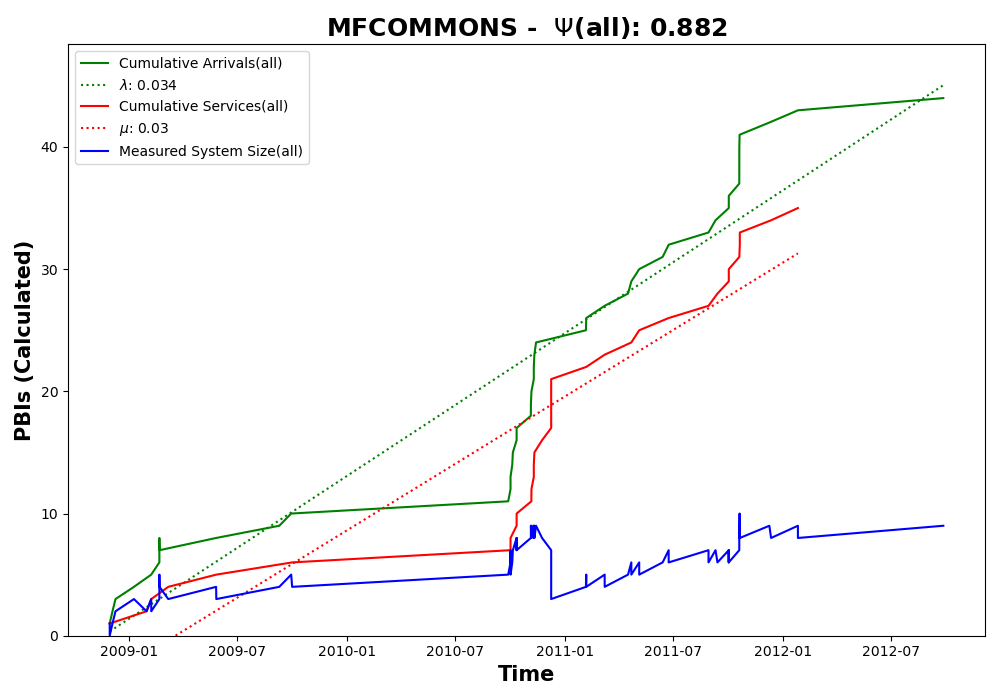 MFCOMMONS - Ψ(all): 0.882
Cumulative Arrivals(all)
λ: 0.034
Cumulative Services(all)
μ: 0.03
Measured System Size(all)
PBIs (Calculated)
40
30
20
10
0
2009-01 2009-07 2010-01 2010-07 2011-01 2011-07 2012-01 2012-07
Time